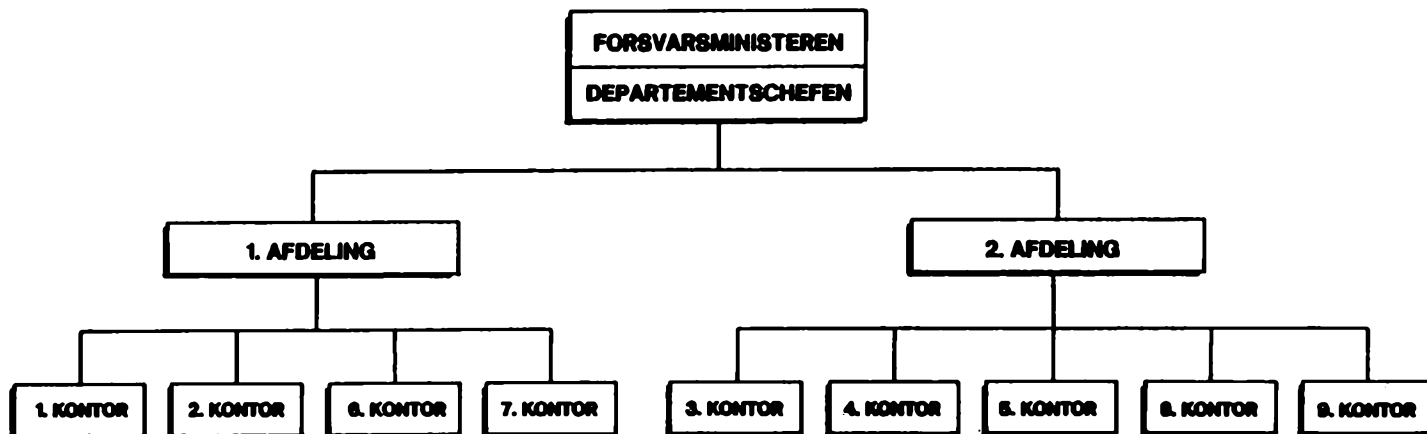 FORSVARSMINISTEREN
DEPARTEMENTSCHEFEN
1. AFDELING
2. AFDELING
1. KONTOR
2. KONTOR
6. KONTOR
7. KONTOR
3. KONTOR
4. KONTOR
5. KONTOR
8. KONTOR
9. KONTOR